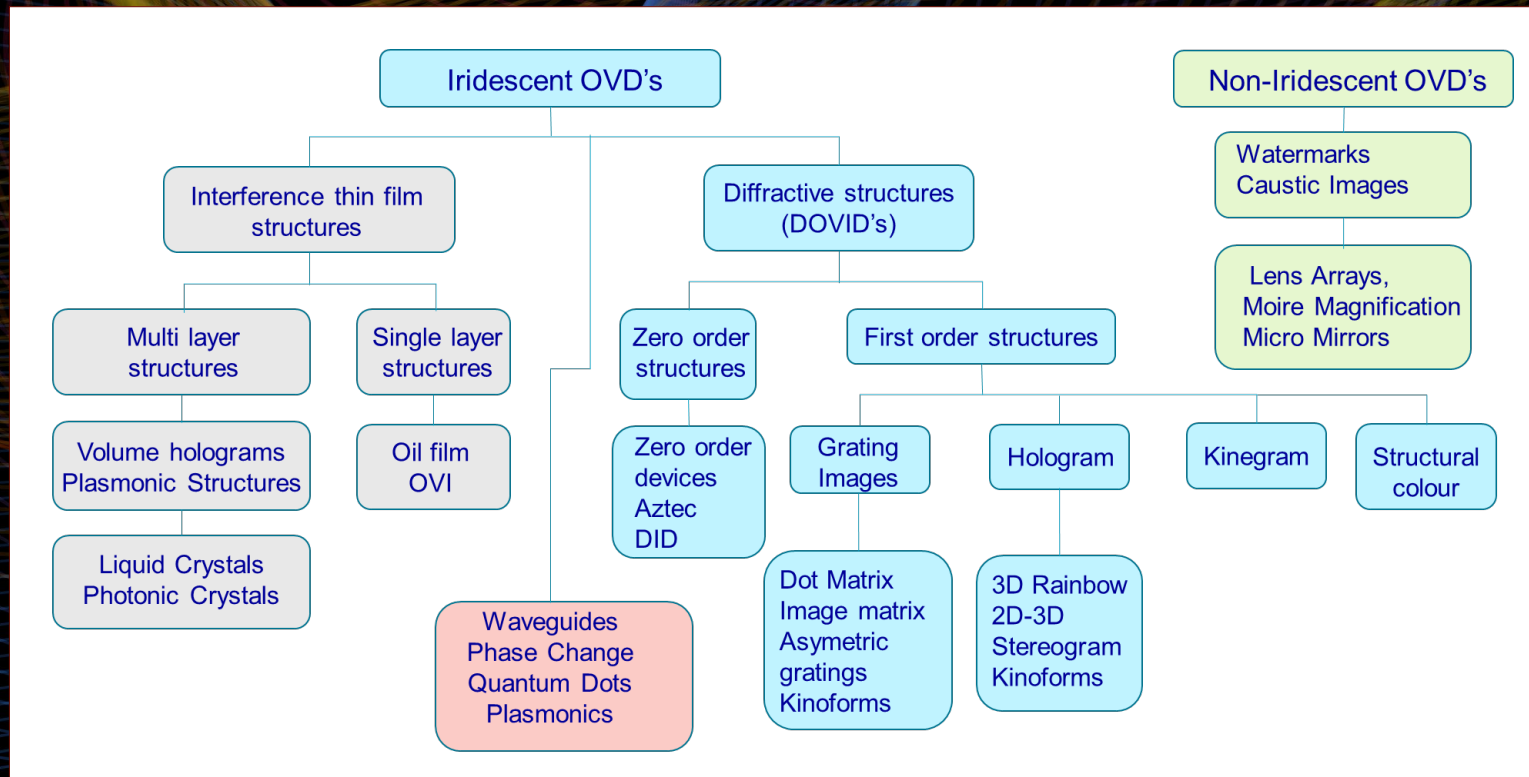 Iridescent OVD's
Non-Iridescent OVD's
Watermarks
Caustic Images
Interference thin film
structures
Diffractive structures
(DOVID's)
Lens Arrays,
Moire Magnification
Micro Mirrors
Multi layer
structures
Single layer
structures
Zero order
structures
First order structures
Volume holograms
Plasmonic Structures
Oil film
OVI
Zero order
devices
Aztec
DID
Grating
Images
Hologram
Kinegram
Structural
colour
Liquid Crystals
Photonic Crystals
Waveguides
Phase Change
Quantum Dots
Plasmonics
Dot Matrix
Image matrix
Asymetric
gratings
Kinoforms
3D Rainbow
2D-3D
Stereogram
Kinoforms